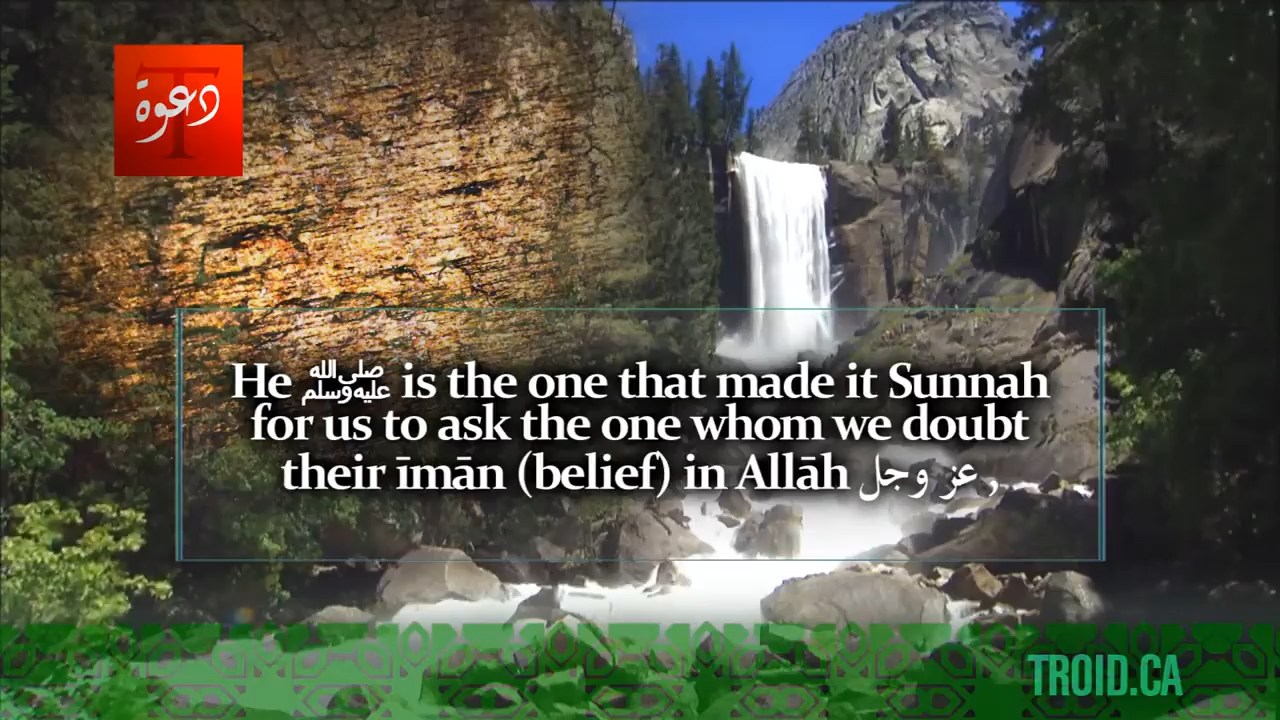 دعوة
T
He ﷺ is the one that made it Sunnah
for us to ask the one whom we doubt
their īmān (belief) in Allāh عز وجل,
TROID.CA